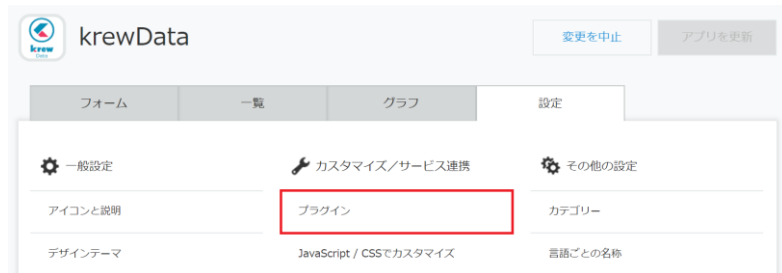 krew
Data
krewData
変更を中止
アプリを更新
フォーム
一覧
グラフ
設定
一般設定
カスタマイズ／サービス連携
その他の設定
アイコンと説明
プラグイン
カテゴリー
デザインテーマ
JavaScript / CSSでカスタマイズ
言語ごとの名称